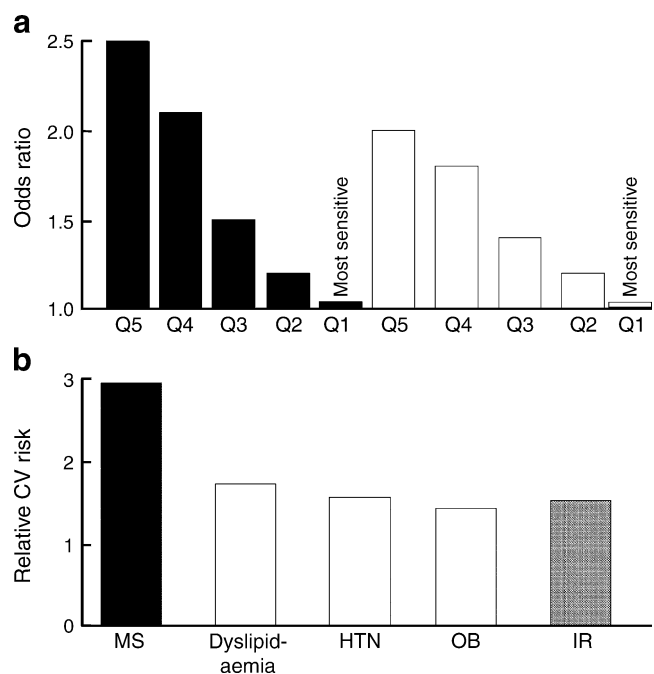 a
Odds ratio
2.5
2.0
1.5
1.0
Most sensitive
Most sensitive
Q5 Q4 Q3 Q2 Q1 Q5 Q4 Q3 Q2 Q1
b
Relative CV risk
3
2
1
0
MS Dyslipid- HTN OB IR
aemia